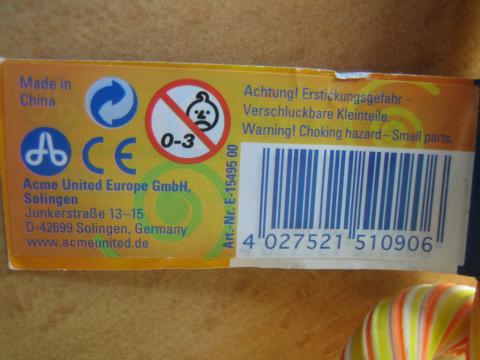 Made in
China
0-3
CE
Achtung! Erstickungsgefahr –
Verschluckbare Kleinteile.
Warning! Choking hazard – Small parts.
Acme United Europe GmbH,
Solingen
Junkerstraße 13–15
D-42699 Solingen, Germany
www.acmeunited.de
Art.-Nr. E-15495 00
4 027521 510906